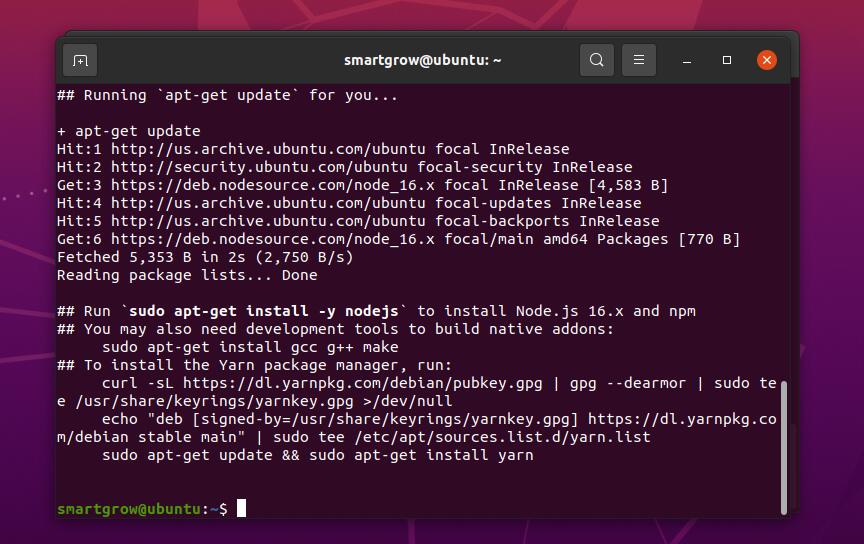 smartgrow@ubuntu: ~
## Running `apt-get update` for you...
+ apt-get update
Hit:1 http://us.archive.ubuntu.com/ubuntu focal InRelease
Hit:2 http://security.ubuntu.com/ubuntu focal-security InRelease
Get:3 https://deb.nodesource.com/node_16.x focal InRelease [4,583 B]
Hit:4 http://us.archive.ubuntu.com/ubuntu focal-updates InRelease
Hit:5 http://us.archive.ubuntu.com/ubuntu focal-backports InRelease
Get:6 https://deb.nodesource.com/node_16.x focal/main amd64 Packages [770 B]
Fetched 5,353 B in 2s (2,750 B/s)
Reading package lists... Done
## Run `sudo apt-get install -y nodejs` to install Node.js 16.x and npm
## You may also need development tools to build native addons:
sudo apt-get install gcc g++ make
## To install the Yarn package manager, run:
curl -sL https://dl.yarnpkg.com/debian/pubkey.gpg | gpg --dearmor | sudo te
e /usr/share/keyrings/yarnkey.gpg >/dev/null
echo "deb [signed-by=/usr/share/keyrings/yarnkey.gpg] https://dl.yarnpkg.co
m/debian stable main" | sudo tee /etc/apt/sources.list.d/yarn.list
sudo apt-get update && sudo apt-get install yarn
smartgrow@ubuntu:~$